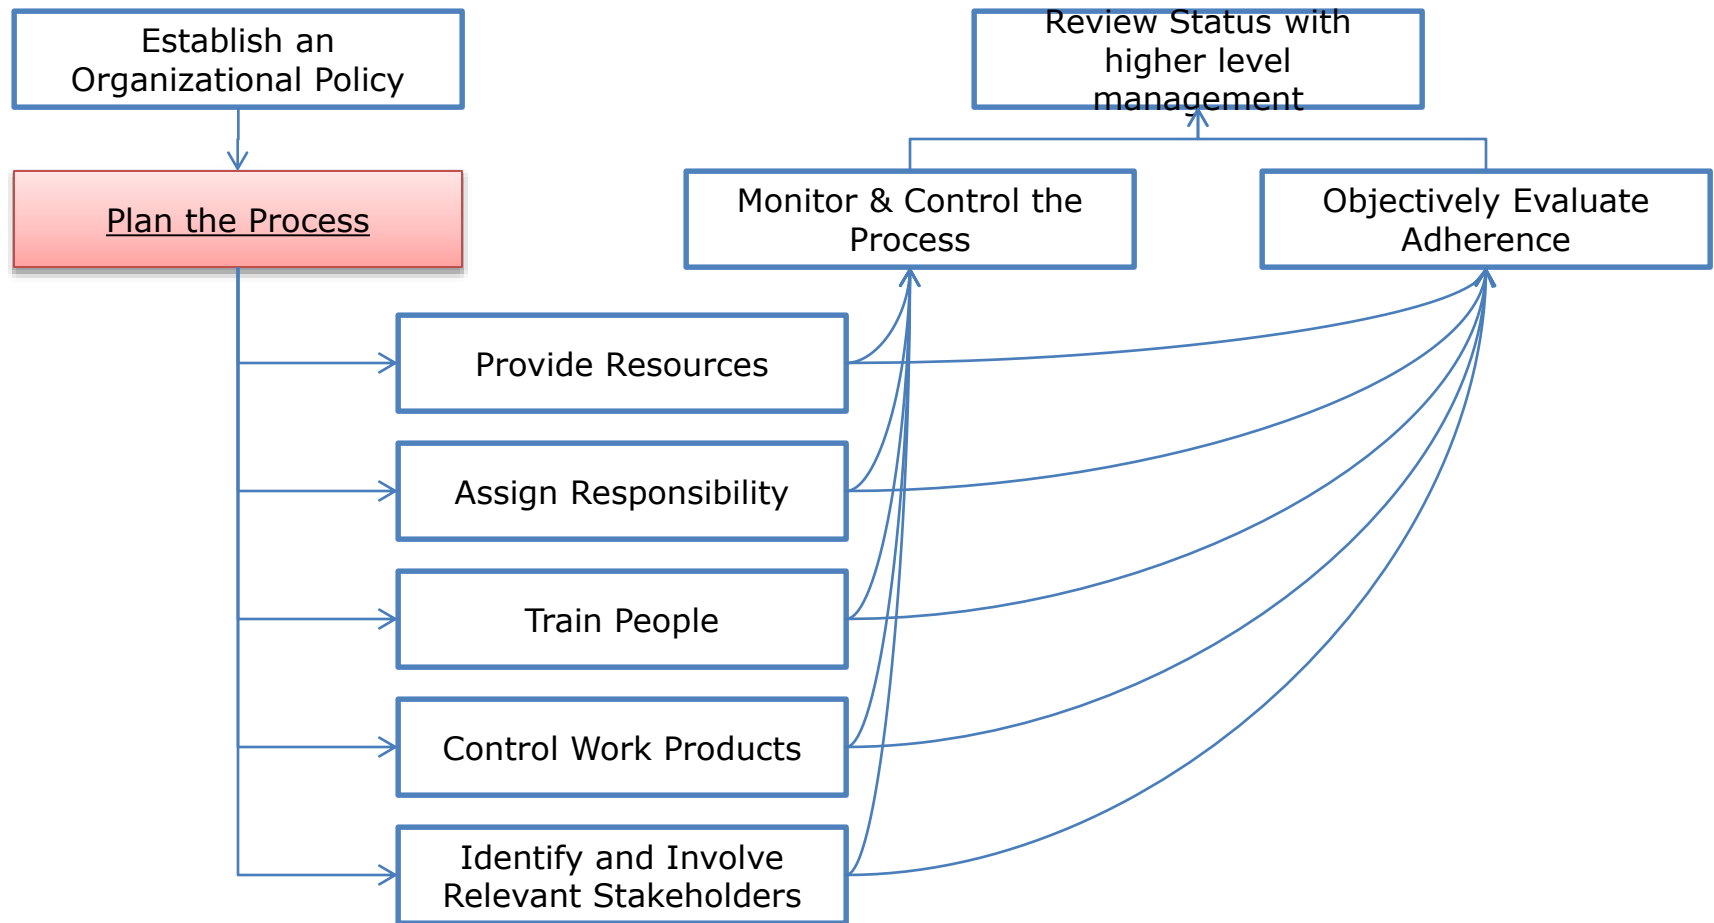 Establish an
Organizational Policy
Review Status with
higher level
management
Plan the Process
Monitor & Control the
Process
Objectively Evaluate
Adherence
Provide Resources
Assign Responsibility
Train People
Control Work Products
Identify and Involve
Relevant Stakeholders